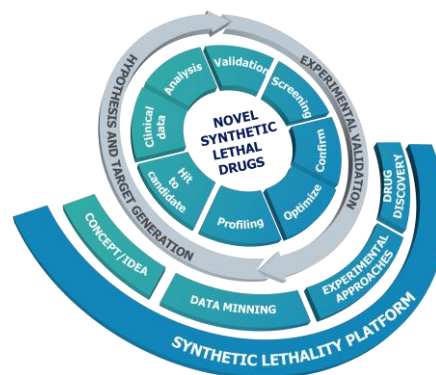 HYPOTHESIS AND TARGET GENERATION
EXPERIMENTAL VALIDATION
Validation
Screening
Confirm
Optimize
Profiling
Hit to
candidate
Clinical data
Analysis
NOVEL
SYNTHETIC
LETHAL
DRUGS
CONCEPT/IDEA
DATA MINNING
EXPERIMENTAL
APPROACHES
DRUG
DISCOVERY
SYNTHETIC LETHALITY PLATFORM